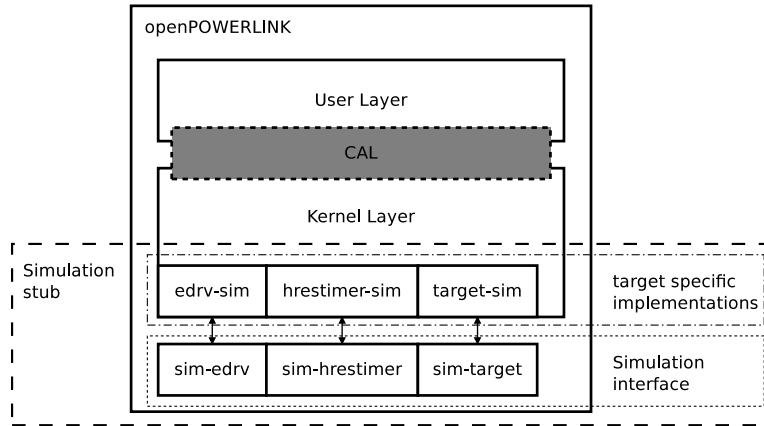 openPOWERLINK
User Layer
CAL
Kernel Layer
Simulation
stub
edrv-sim
hrestimer-sim
target-sim
target specific
implementations
sim-edrv
sim-hrestimer
sim-target
Simulation
interface